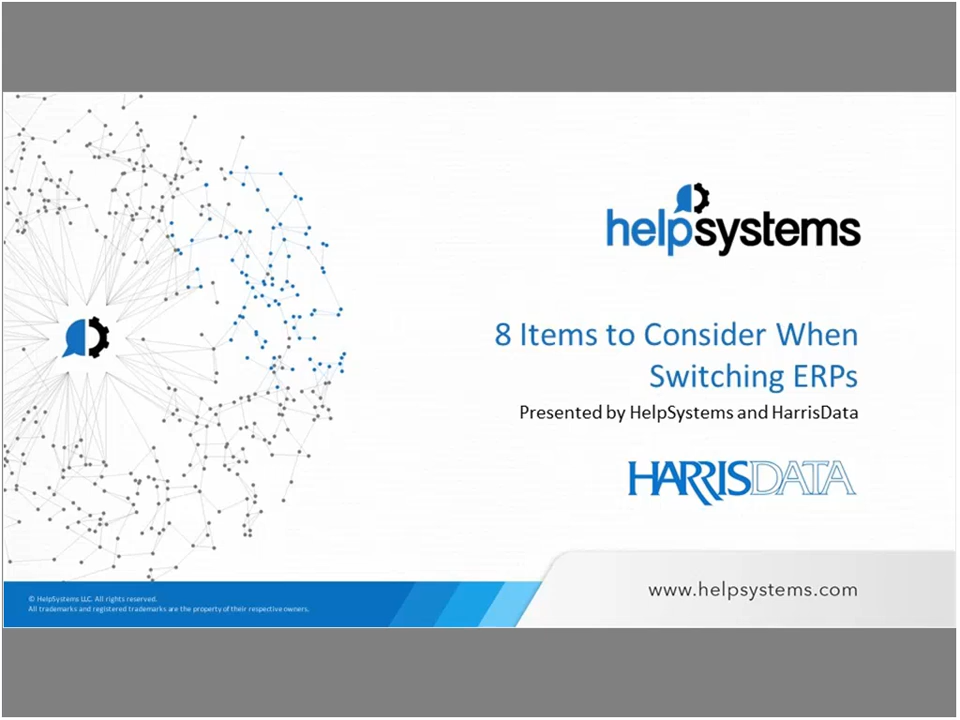 helpsystems
8 Items to Consider When
Switching ERPs
Presented by HelpSystems and HarrisData
HARRISDATA
www.helpsystems.com
© HelpSystems LLC. All rights reserved.
All trademarks and registered trademarks are the property of their respective owners.